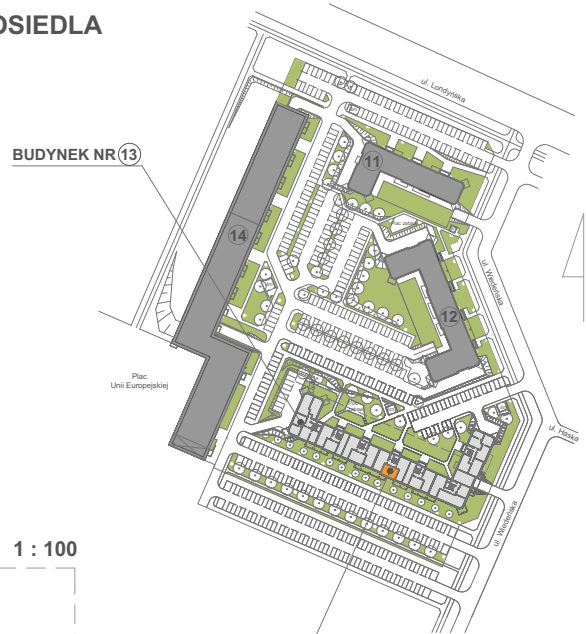 OSIEDLA
ul. Londyńska
BUDYNEK NR 13
11
14
ul. Wiedeńska
12
Plac
Unii Europejskiej
ul. Haska
ul. Wiedeńska
1 : 100